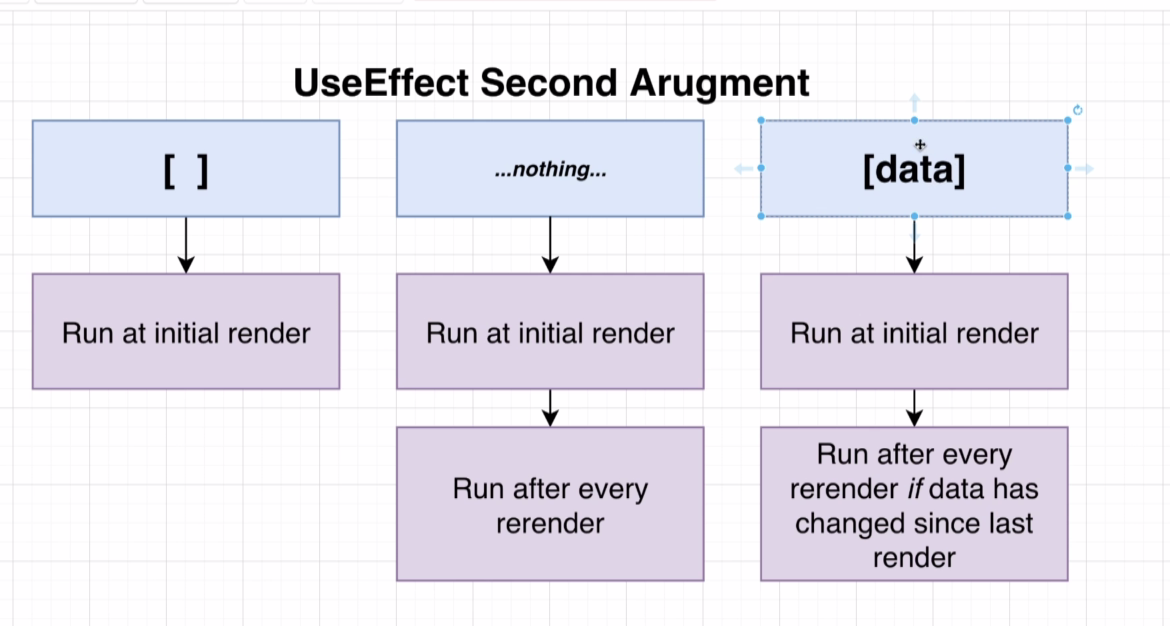 UseEffect Second Arugment
[ ]
...nothing...
[data]
Run at initial render
Run at initial render
Run at initial render
Run after every
rerender
Run after every
rerender if data has
changed since last
render